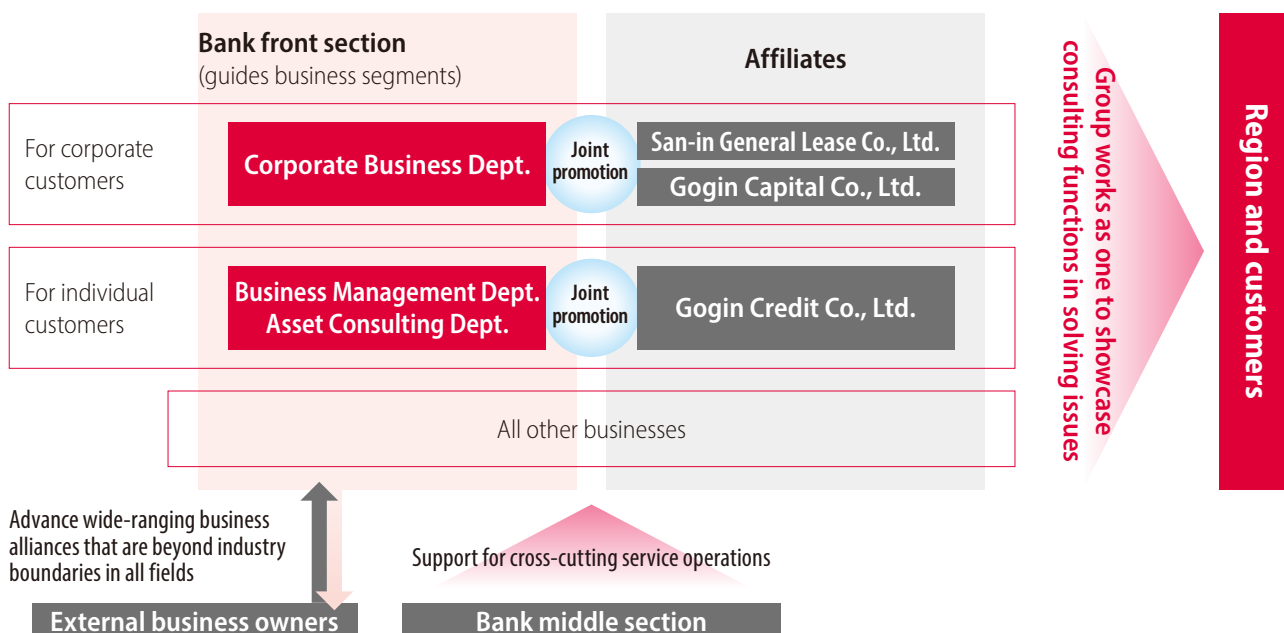 Bank front section
(guides business segments)
Affiliates
For corporate
customers
Corporate Business Dept.
Joint
promotion
San-in General Lease Co., Ltd.
Gogin Capital Co., Ltd.
For individual
customers
Business Management Dept.
Asset Consulting Dept.
Joint
promotion
Gogin Credit Co., Ltd.
All other businesses
Group works as one to showcase
consulting functions in solving issues
Region and customers
Advance wide-ranging business
alliances that are beyond industry
boundaries in all fields
Support for cross-cutting service operations
External business owners
Bank middle section